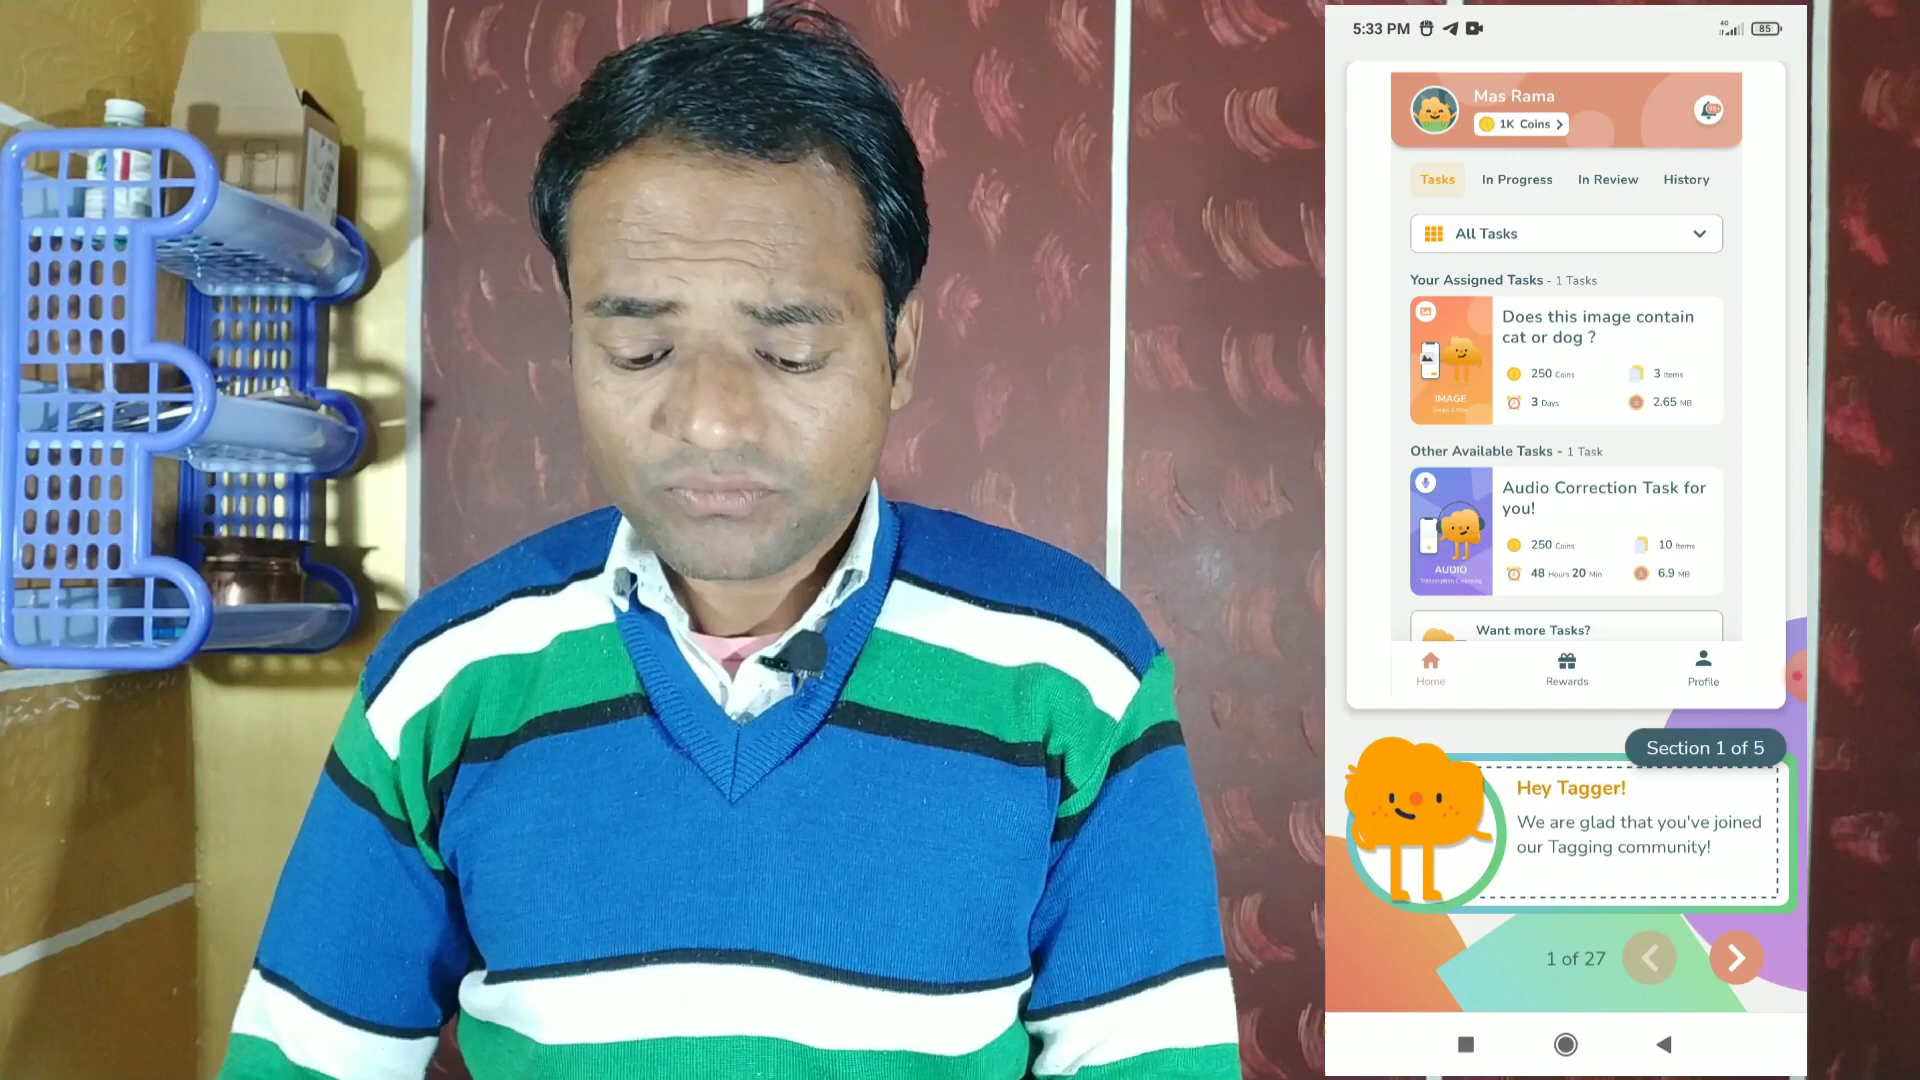 5:33 PM
4G
85
Mas Rama
1K Coins
99+
Tasks
In Progress
In Review
History
All Tasks
Your Assigned Tasks - 1 Tasks
Does this image contain
cat or dog ?
250 Coins
3 Items
3 Days
2.65 MB
IMAGE
Other Available Tasks - 1 Task
Audio Correction Task for
you!
250 Coins
10 Items
48 Hours 20 Min
6.9 MB
AUDIO
Transcription Cleaning
Want more Tasks?
Home
Rewards
Profile
Section 1 of 5
Hey Tagger!
We are glad that you've joined
our Tagging community!
1 of 27